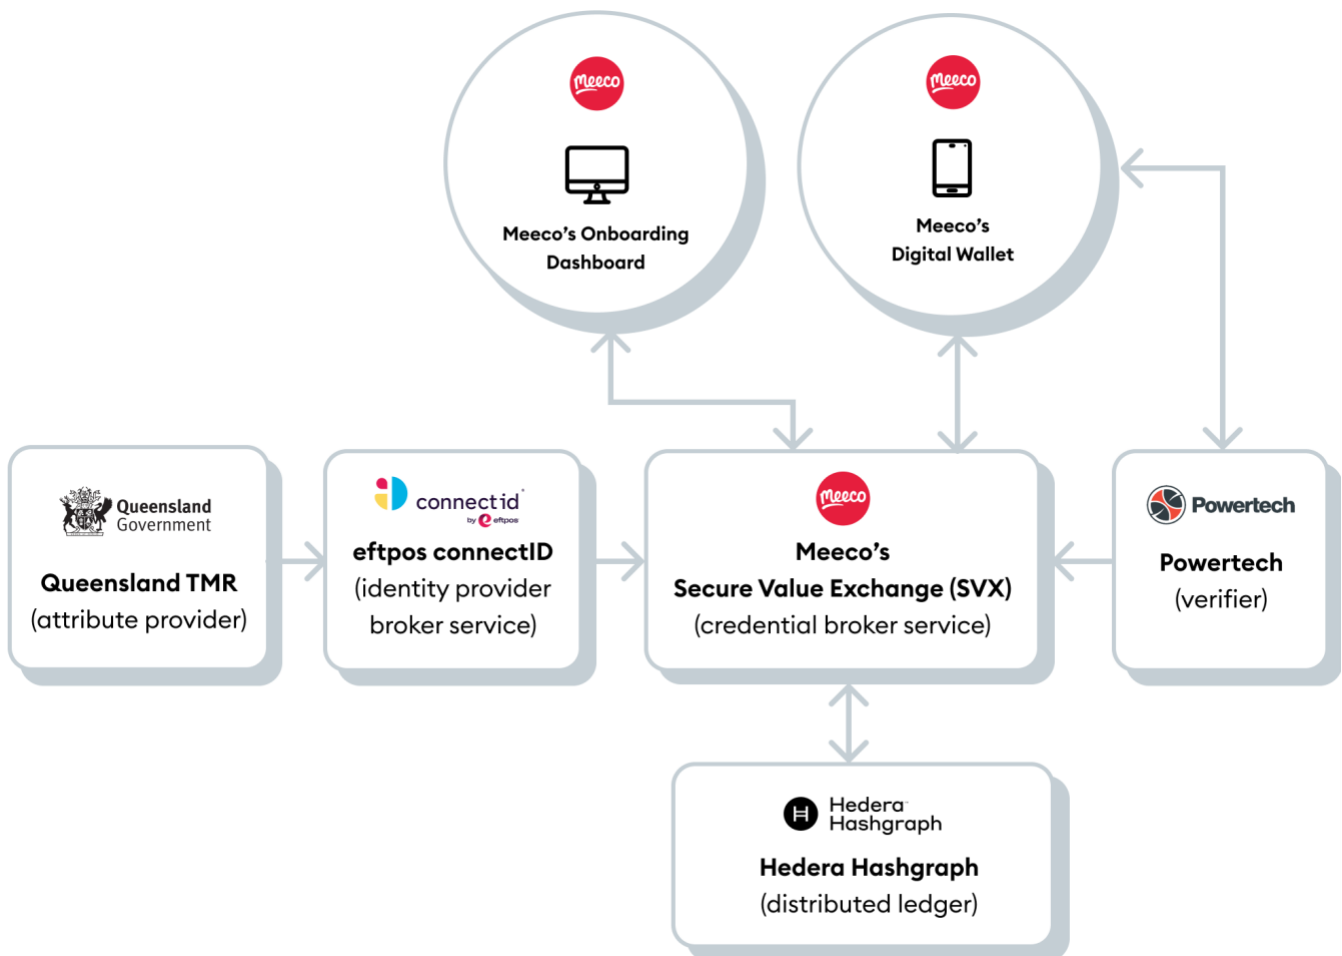 meeco
Meeco's Onboarding
Dashboard
meeco
Meeco's
Digital Wallet
Queensland
Government
Queensland TMR
(attribute provider)
connect id
by e eftpos
eftpos connectID
(identity provider
broker service)
meeco
Meeco's
Secure Value Exchange (SVX)
(credential broker service)
Powertech
Powertech
(verifier)
Hedera
Hashgraph
Hedera Hashgraph
(distributed ledger)